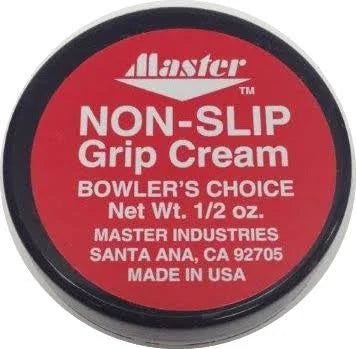 Master
TM
NON-SLIP
Grip Cream
BOWLER'S CHOICE
Net Wt. 1/2 oz.
MASTER INDUSTRIES
SANTA ANA, CA 92705
MADE IN USA